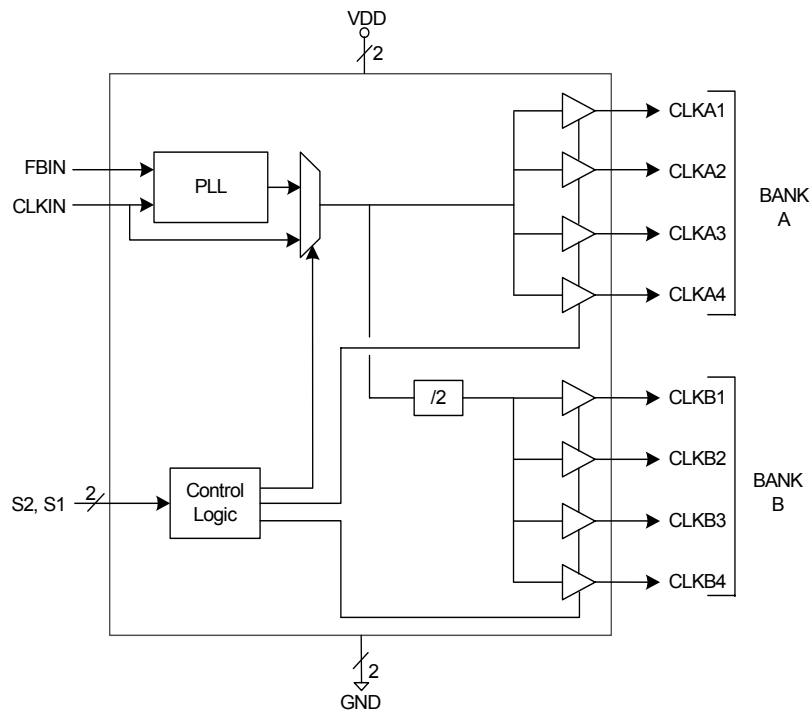 VDD
2
FBIN
CLKIN
PLL
CLKA1
CLKA2
CLKA3
CLKA4
BANK
A
/2
S2, S1
2
Control
Logic
CLKB1
CLKB2
CLKB3
CLKB4
BANK
B
2
GND